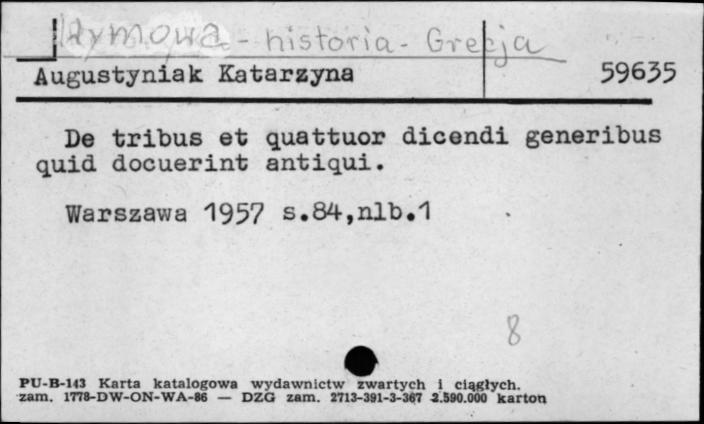 Wymowa - historia - Grecja
Augustyniak Katarzyna 59635
De tribus et quattuor dicendi generibus
quid docuerint antiqui.
Warszawa 1957 s.84,nlb.1
8
PU-B-143 Karta katalogowa wydawnictw zwartych i ciągłych.
zam. 1778-DW-ON-WA-86 — DZG zam. 2713-391-3-367 2.590.000 karton